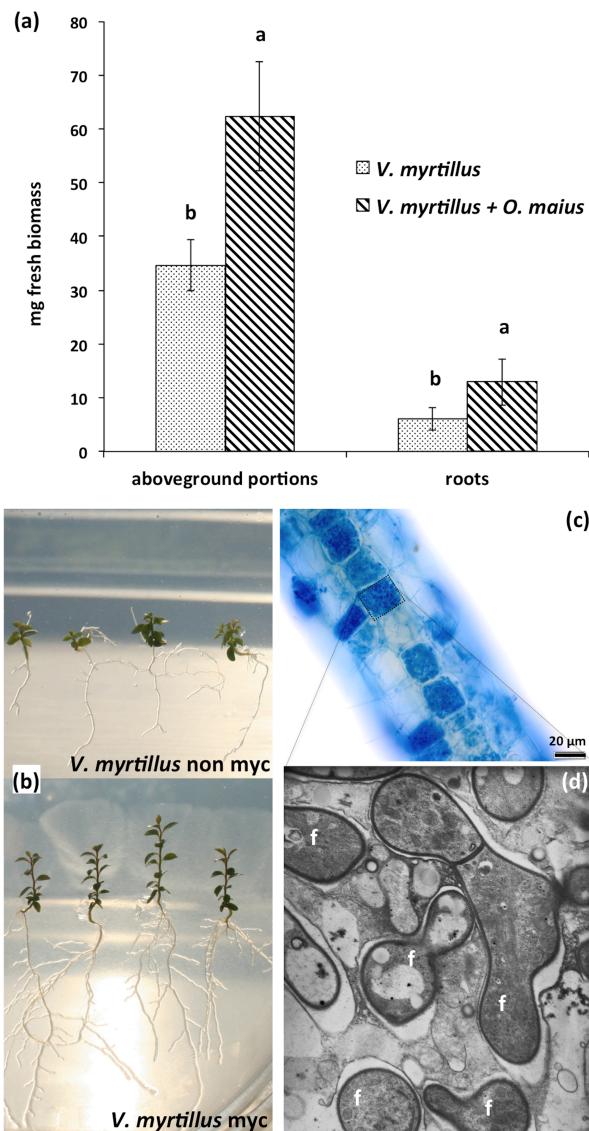 (a)
80
70
60
50
40
30
20
10
0
mg fresh biomass
b
a
b
a
V. myrtillus
V. myrtillus + O. maius
aboveground portions
roots
(c)
20 µm
V. myrtillus non myc
(b)
V. myrtillus myc
(d)
f
f
f
f
f